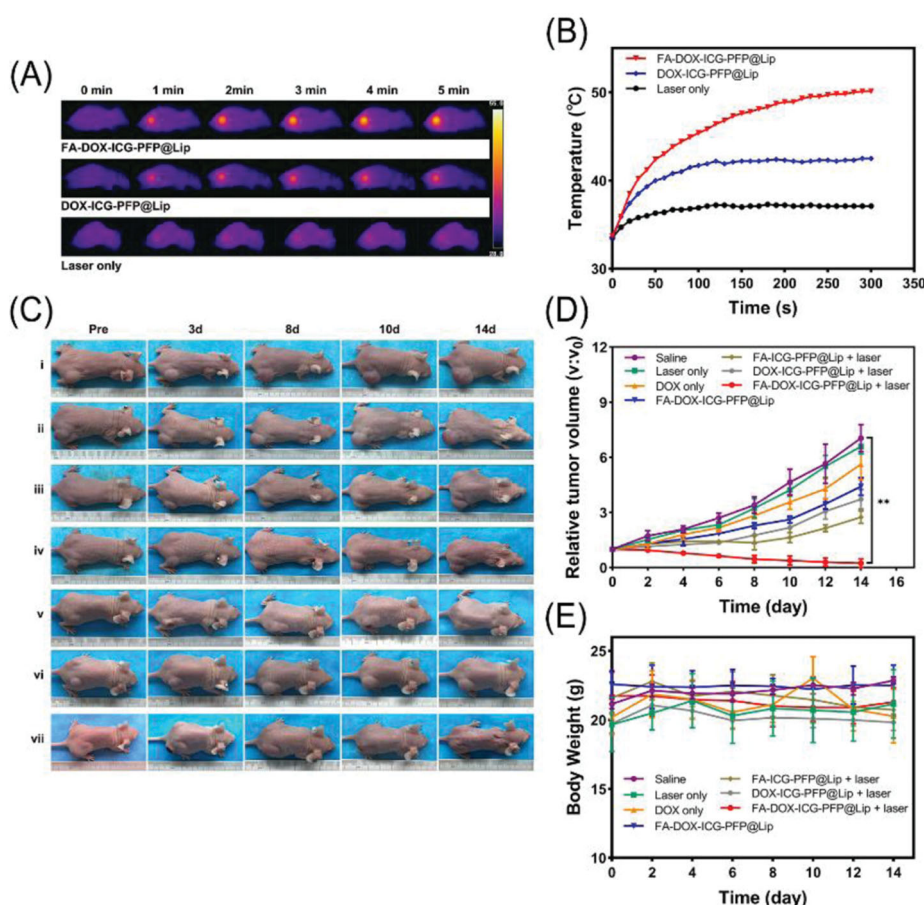 (A)
0 min 1 min 2min 3 min 4 min 5 min
55.0
FA-DOX-ICG-PFP@Lip
DOX-ICG-PFP@Lip
Laser only
(B)
FA-DOX-ICG-PFP@Lip
DOX-ICG-PFP@Lip
Laser only
Temperature (°C)
50
40
30
0 50 100 150 200 250 300 350
Time (s)
(C)
Pre 3d 8d 10d 14d
i
ii
iii
iv
v
vi
vii
(D)
Saline
Laser only
DOX only
FA-DOX-ICG-PFP@Lip
FA-ICG-PFP@Lip + laser
DOX-ICG-PFP@Lip + laser
FA-DOX-ICG-PFP@Lip + laser
Relative tumor volume (v:v0)
12
9
6
3
0
**
0 2 4 6 8 10 12 14 16
Time (day)
(E)
Body Weight (g)
25
20
15
10
Saline
Laser only
DOX only
FA-DOX-ICG-PFP@Lip
FA-ICG-PFP@Lip + laser
DOX-ICG-PFP@Lip + laser
FA-DOX-ICG-PFP@Lip + laser
0 2 4 6 8 10 12 14
Time (day)